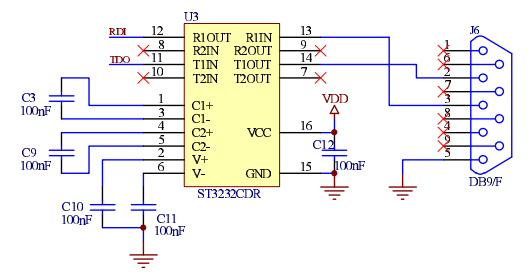 U3
J6
RDI 12 R1OUT R1IN 13
8 R2IN R2OUT 9
TDO 11 T1IN T1OUT 14
10 T2IN T2OUT 7
1
6
2
7
3
8
4
9
5
DB9/F
C3
100nF
1 C1+
3 C1-
4 C2+
5 C2-
2 V+
6 V-
C9
100nF
VCC 16
VDD
C12
100nF
GND 15
ST3232CDR
C10
100nF
C11
100nF